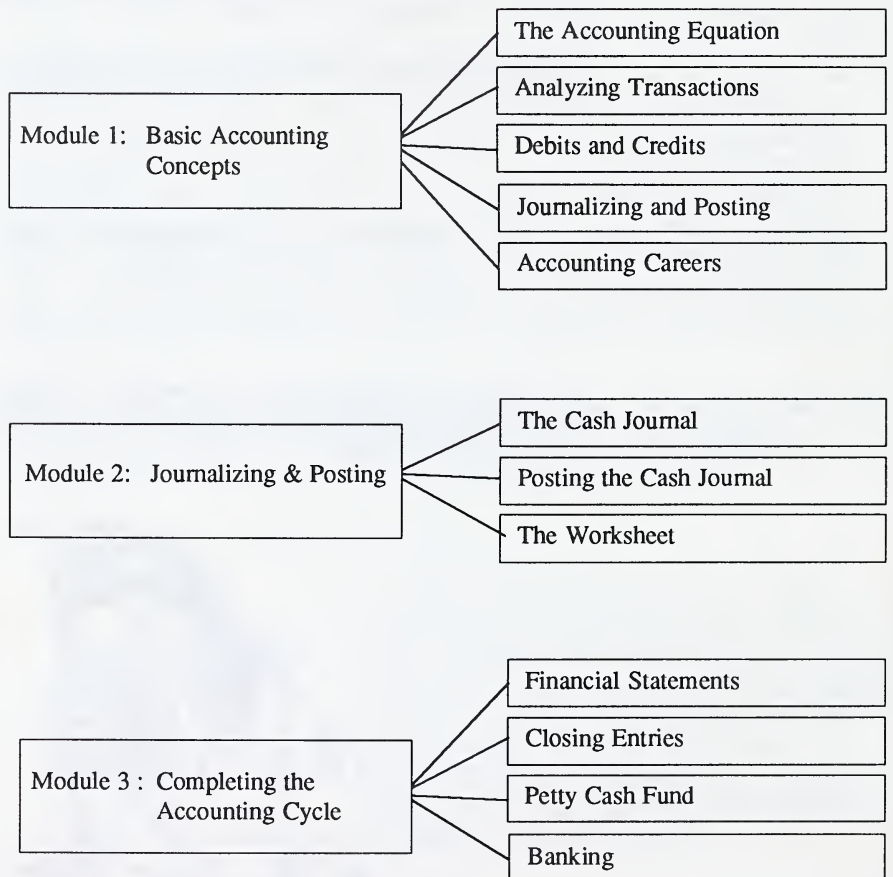 The Accounting Equation
Analyzing Transactions
Module 1: Basic Accounting
Concepts
Debits and Credits
Journalizing and Posting
Accounting Careers
The Cash Journal
Module 2: Journalizing & Posting
Posting the Cash Journal
The Worksheet
Financial Statements
Closing Entries
Module 3 : Completing the
Accounting Cycle
Petty Cash Fund
Banking